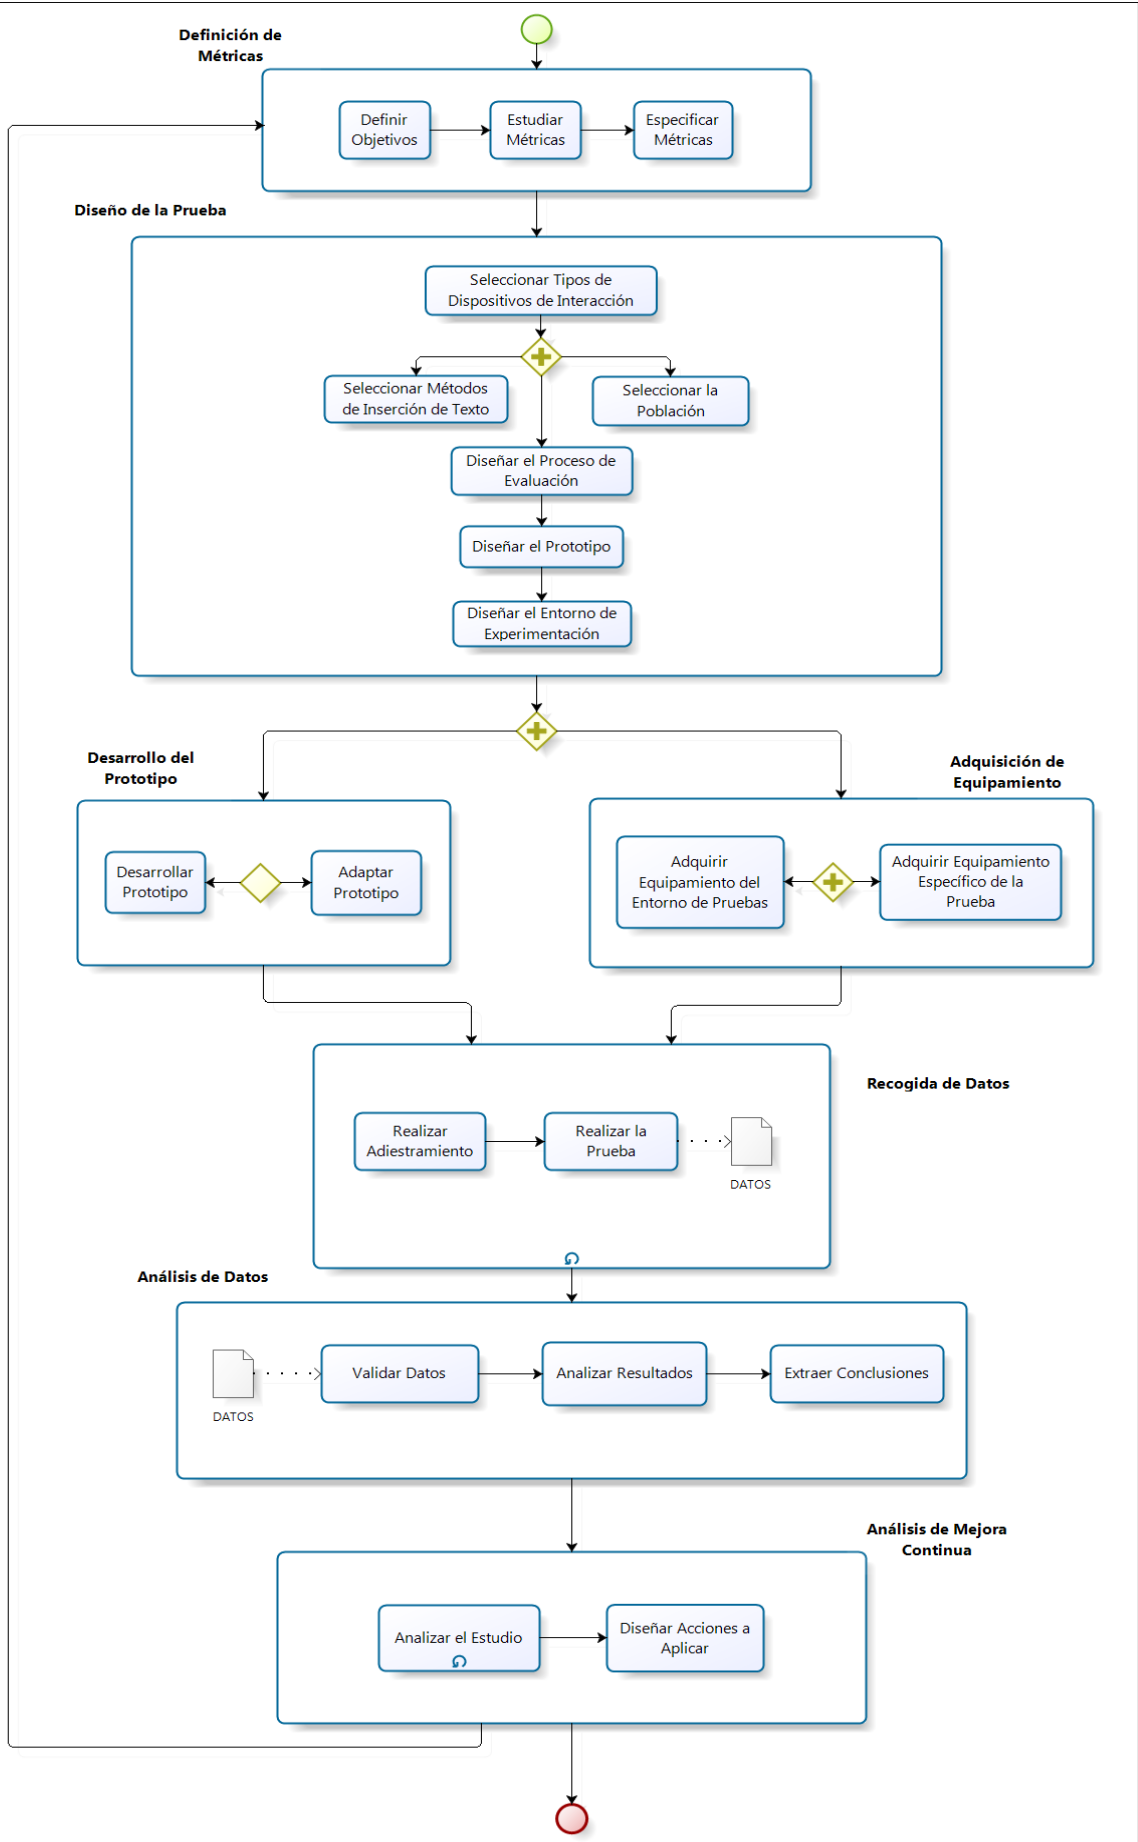 Definición de
Métricas
Definir
Objetivos
Estudiar
Métricas
Especificar
Métricas
Diseño de la Prueba
Seleccionar Tipos de
Dispositivos de Interacción
Seleccionar Métodos
de Inserción de Texto
Seleccionar la
Población
Diseñar el Proceso de
Evaluación
Diseñar el Prototipo
Diseñar el Entorno de
Experimentación
Desarrollo del
Prototipo
Adquisición de
Equipamiento
Desarrollar
Prototipo
Adaptar
Prototipo
Adquirir
Equipamiento del
Entorno de Pruebas
Adquirir Equipamiento
Específico de la
Prueba
Recogida de Datos
Realizar
Adiestramiento
Realizar la
Prueba
DATOS
Análisis de Datos
DATOS
Validar Datos
Analizar Resultados
Extraer Conclusiones
Análisis de Mejora
Continua
Analizar el Estudio
Diseñar Acciones a
Aplicar